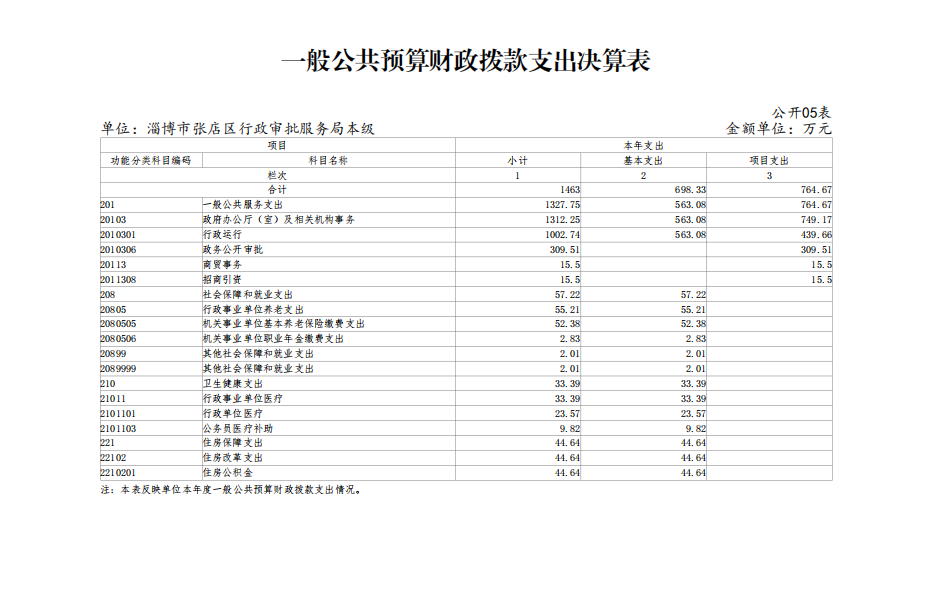 一般公共预算财政拨款支出决算表
公开05表
单位：淄博市张店区行政审批服务局本级 金额单位：万元
项目 本年支出
功能分类科目编码 科目名称 小计 基本支出 项目支出
栏次 1 2 3
合计 1463 698.33 764.67
201 一般公共服务支出 1327.75 563.08 764.67
20103 政府办公厅（室）及相关机构事务 1312.25 563.08 749.17
2010301 行政运行 1002.74 563.08 439.66
2010306 政务公开审批 309.51 309.51
20113 商贸事务 15.5 15.5
2011308 招商引资 15.5 15.5
208 社会保障和就业支出 57.22 57.22
20805 行政事业单位养老支出 55.21 55.21
2080505 机关事业单位基本养老保险缴费支出 52.38 52.38
2080506 机关事业单位职业年金缴费支出 2.83 2.83
20899 其他社会保障和就业支出 2.01 2.01
2089999 其他社会保障和就业支出 2.01 2.01
210 卫生健康支出 33.39 33.39
21011 行政事业单位医疗 33.39 33.39
2101101 行政单位医疗 23.57 23.57
2101103 公务员医疗补助 9.82 9.82
221 住房保障支出 44.64 44.64
22102 住房改革支出 44.64 44.64
2210201 住房公积金 44.64 44.64
注：本表反映单位本年度一般公共预算财政拨款支出情况。